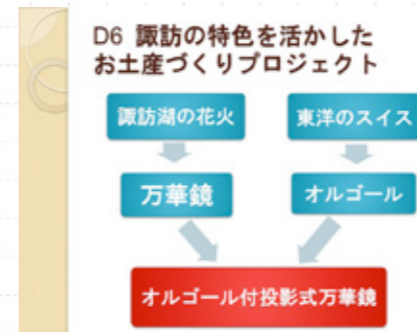 D6 諏訪の特色を活かした
お土産づくりプロジェクト
諏訪湖の花火
東洋のスイス
万華鏡
オルゴール
オルゴール付投影式万華鏡